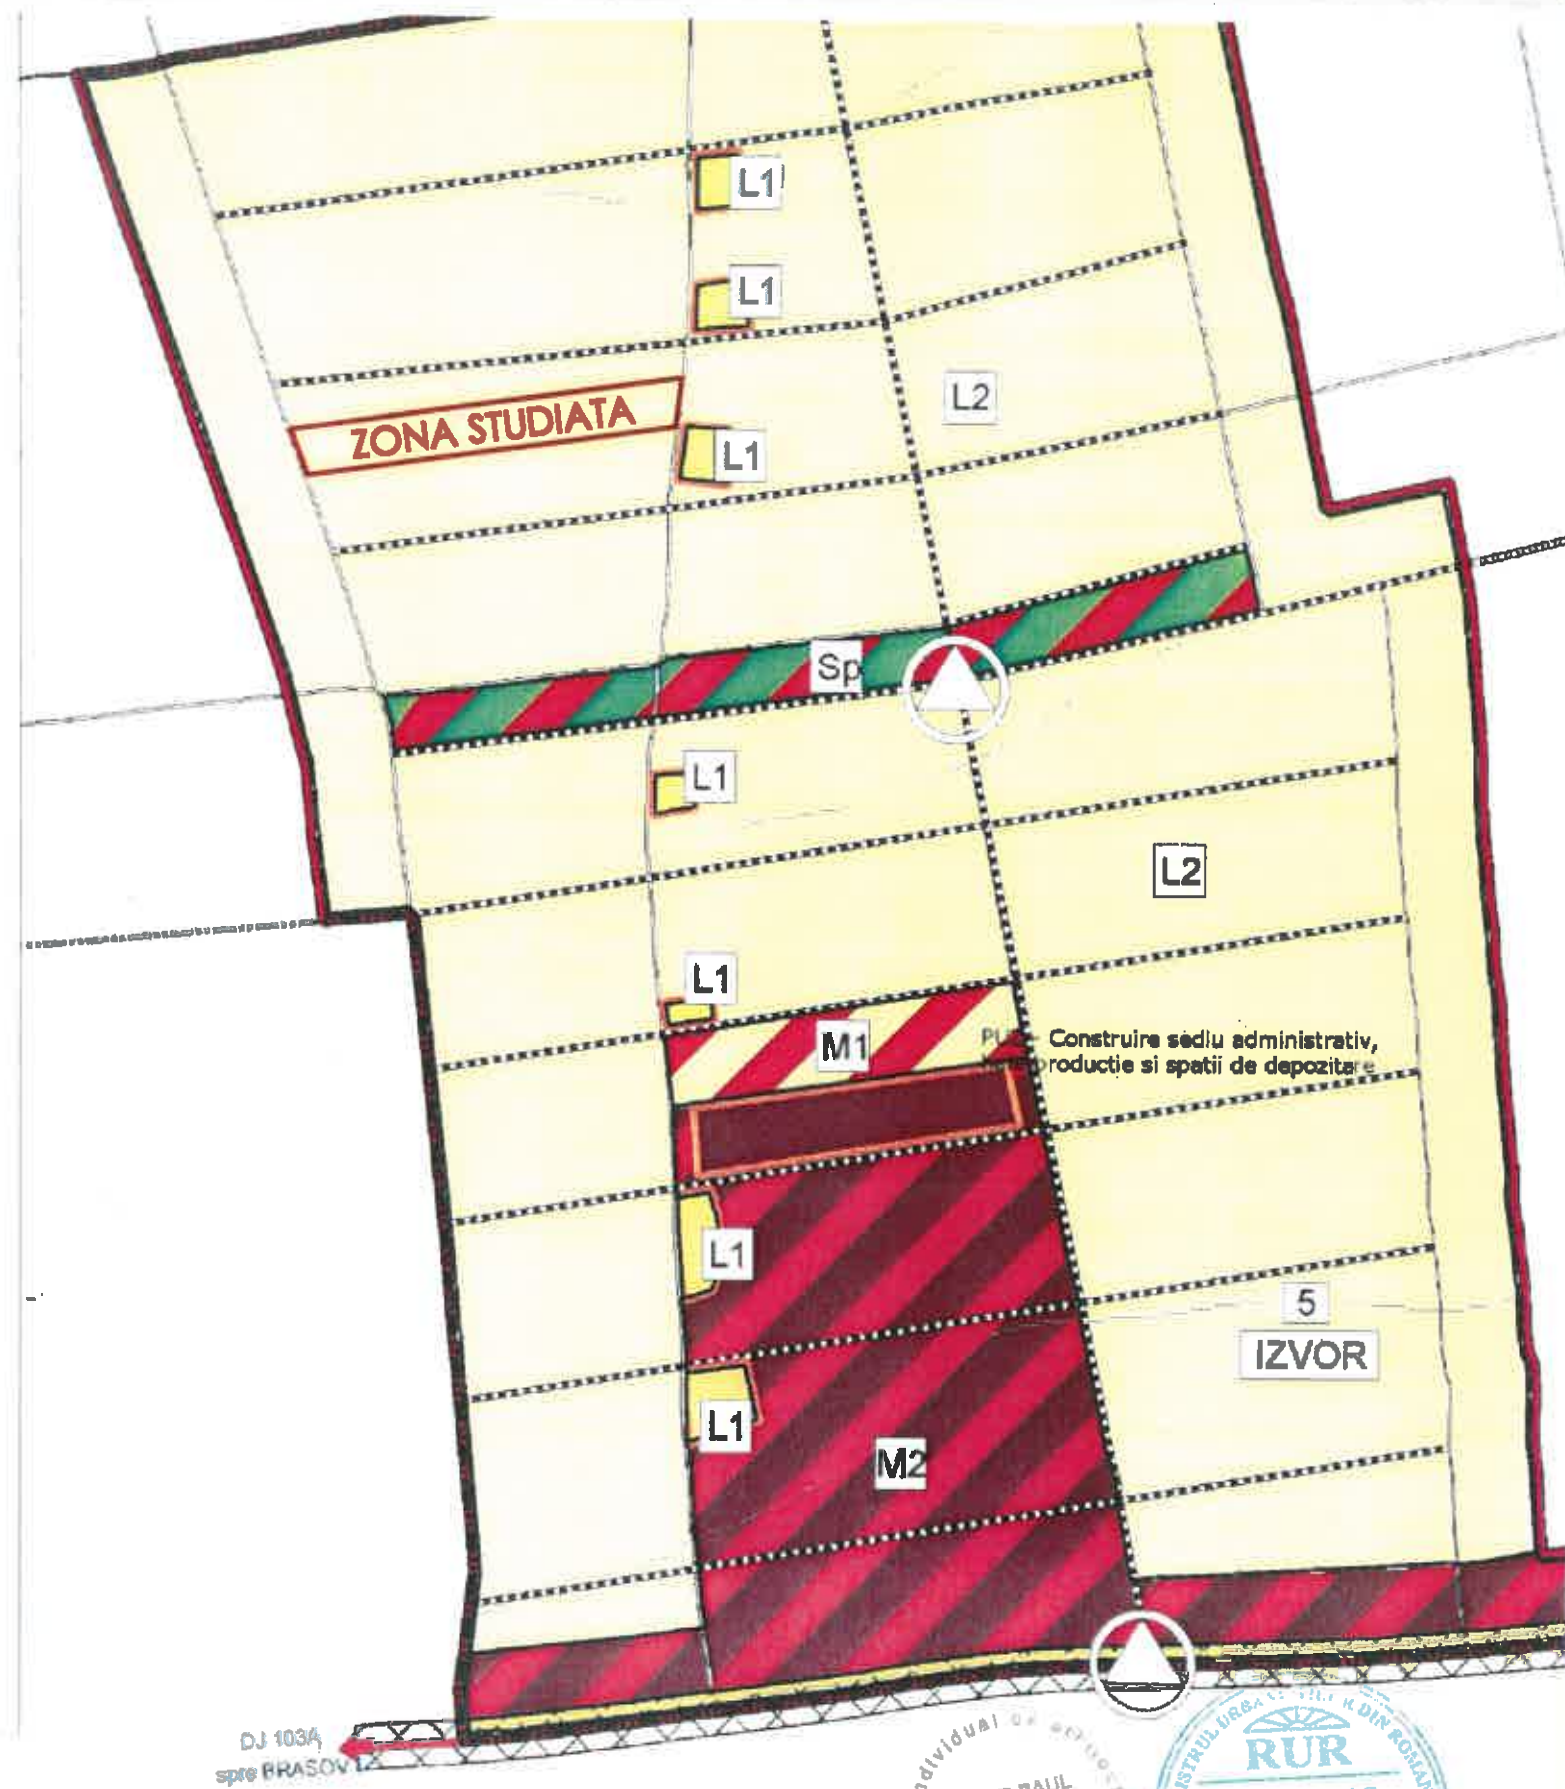 L1
L1
L2
ZONA STUDIATA
L1
Sp
L1
L2
L1
M1
Construire sediu administrativ,
productie si spatii de depozitare
L1
5
IZVOR
L1
M2
DJ 103A
spre BRASOV
RUR